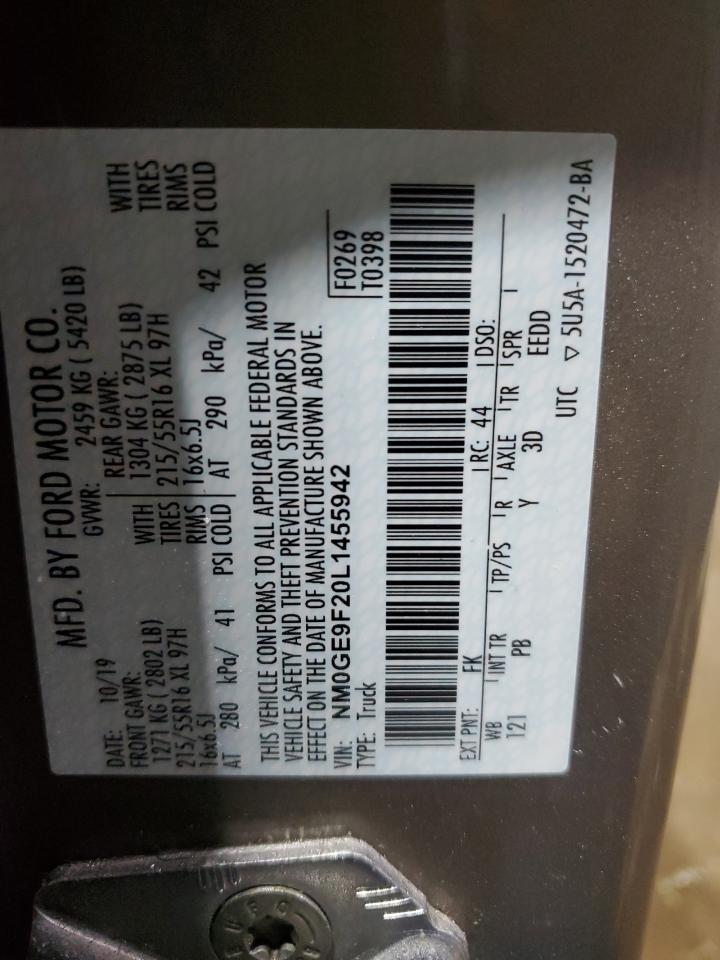 MFD. BY FORD MOTOR CO.
DATE: 10/19 GVWR: 2459 KG ( 5420 LB)
FRONT GAWR: REAR GAWR:
1271 KG ( 2802 LB) WITH 1304 KG ( 2875 LB) WITH
215/55R16 XL 97H TIRES 215/55R16 XL 97H TIRES
16x6.5J RIMS 16x6.5J RIMS
AT 280 kPa/ 41 PSI COLD AT 290 kPa/ 42 PSI COLD
THIS VEHICLE CONFORMS TO ALL APPLICABLE FEDERAL MOTOR
VEHICLE SAFETY AND THEFT PREVENTION STANDARDS IN
EFFECT ON THE DATE OF MANUFACTURE SHOWN ABOVE.
VIN: NM0GE9F20L1455942 F0269
TYPE: Truck T0398
EXT PNT: FK RC: 44 DSO:
WB INT TR TP/PS R AXLE TR SPR
121 PB Y 3D EEDD
UTC ▽ 5U5A-1520472-BA